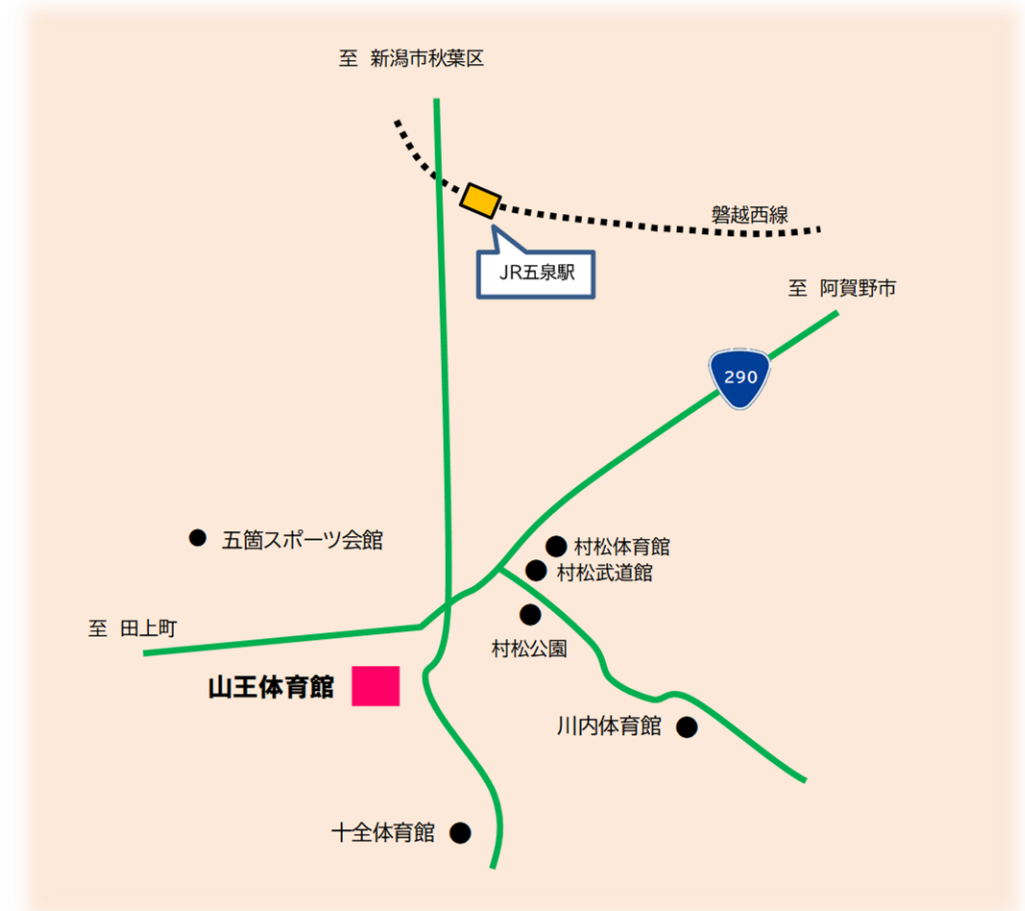 至 新潟市秋葉区
磐越西線
JR五泉駅
至 阿賀野市
290
五箇スポーツ会館
村松体育館
村松武道館
至 田上町
村松公園
山王体育館
川内体育館
十全体育館